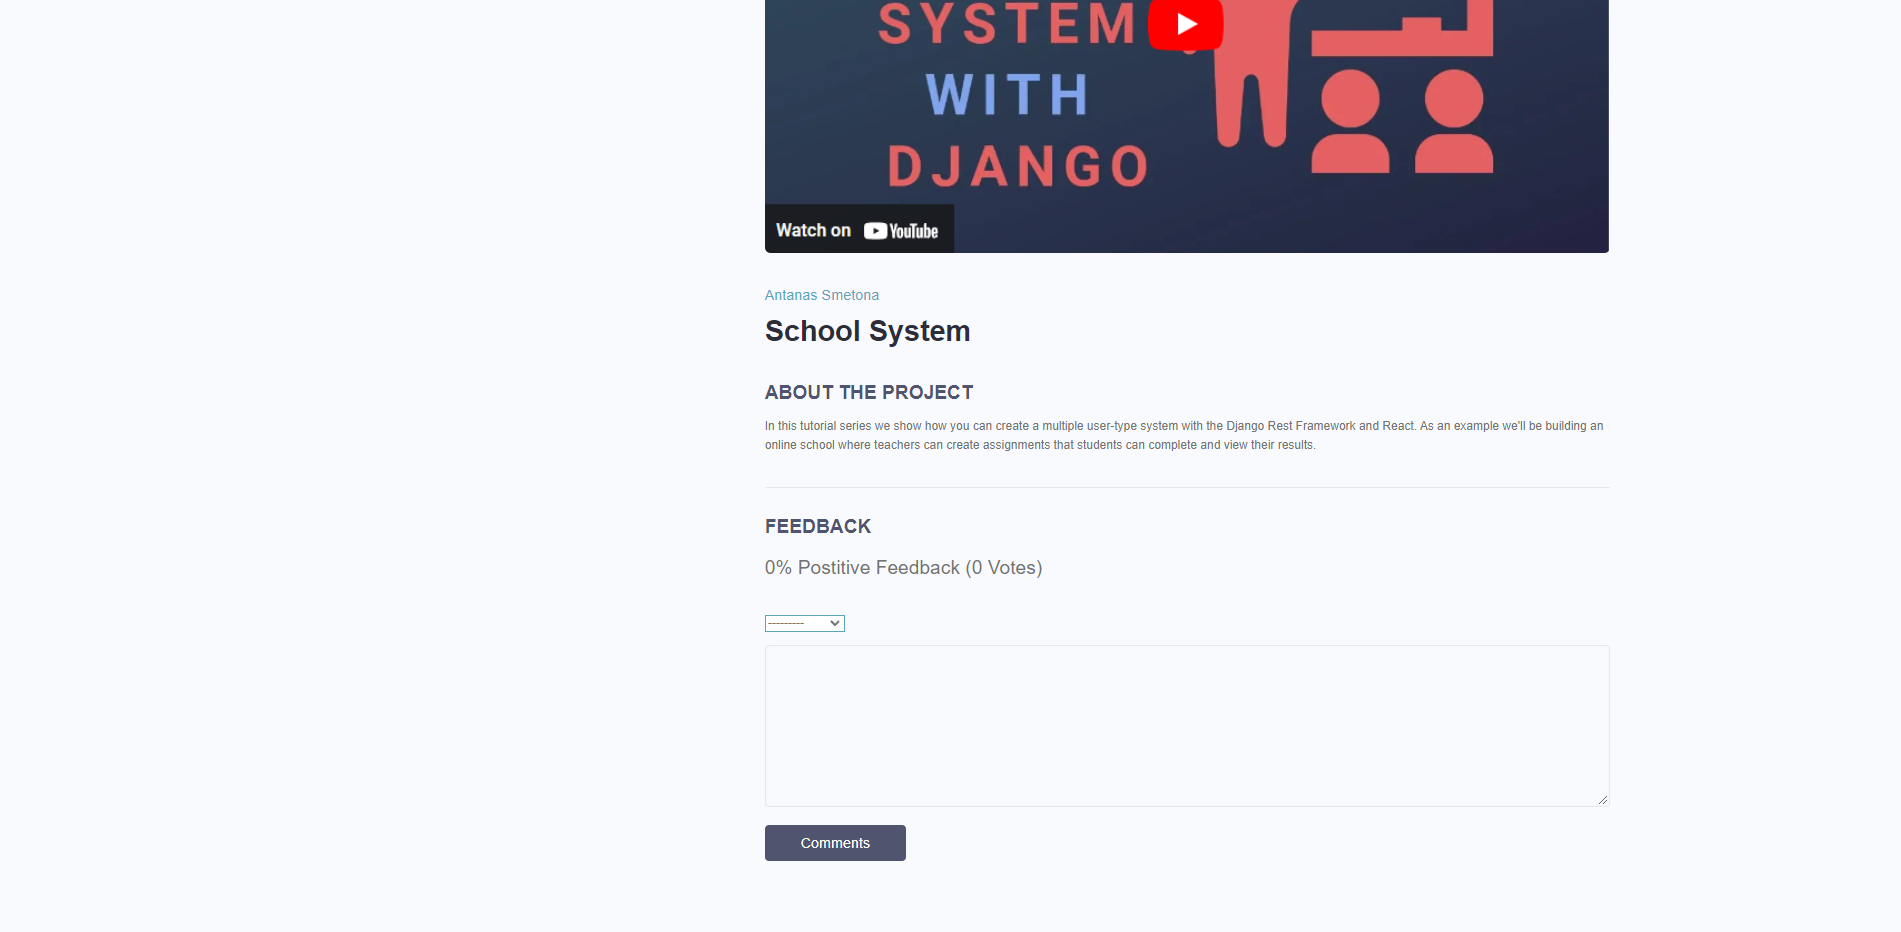 SYSTEM
WITH
DJANGO
Watch on YouTube
Antanas Smetona
School System
ABOUT THE PROJECT
In this tutorial series we show how you can create a multiple user-type system with the Django Rest Framework and React. As an example we'll be building an
online school where teachers can create assignments that students can complete and view their results.
FEEDBACK
0% Postitive Feedback (0 Votes)
---------
Comments